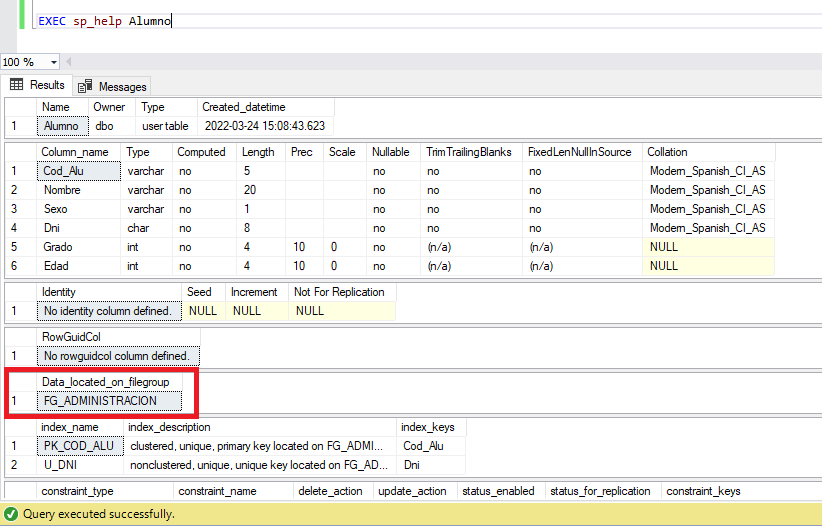 EXEC sp_help Alumno
100 %
Results Messages
Name Owner Type Created_datetime
1 Alumno dbo user table 2022-03-24 15:08:43.623
Column_name Type Computed Length Prec Scale Nullable TrimTrailingBlanks FixedLenNullInSource Collation
1 Cod_Alu varchar no 5 no no no Modern_Spanish_CI_AS
2 Nombre varchar no 20 no no no Modern_Spanish_CI_AS
3 Sexo varchar no 1 no no no Modern_Spanish_CI_AS
4 Dni char no 8 no no no Modern_Spanish_CI_AS
5 Grado int no 4 10 0 no (n/a) (n/a) NULL
6 Edad int no 4 10 0 no (n/a) (n/a) NULL
Identity Seed Increment Not For Replication
1 No identity column defined. NULL NULL NULL
RowGuidCol
1 No rowguidcol column defined.
Data_located_on_filegroup
1 FG_ADMINISTRACION
index_name index_description index_keys
1 PK_COD_ALU clustered, unique, primary key located on FG_ADMI... Cod_Alu
2 U_DNI nonclustered, unique, unique key located on FG_AD... Dni
constraint_type constraint_name delete_action update_action status_enabled status_for_replication constraint_keys
Query executed successfully.